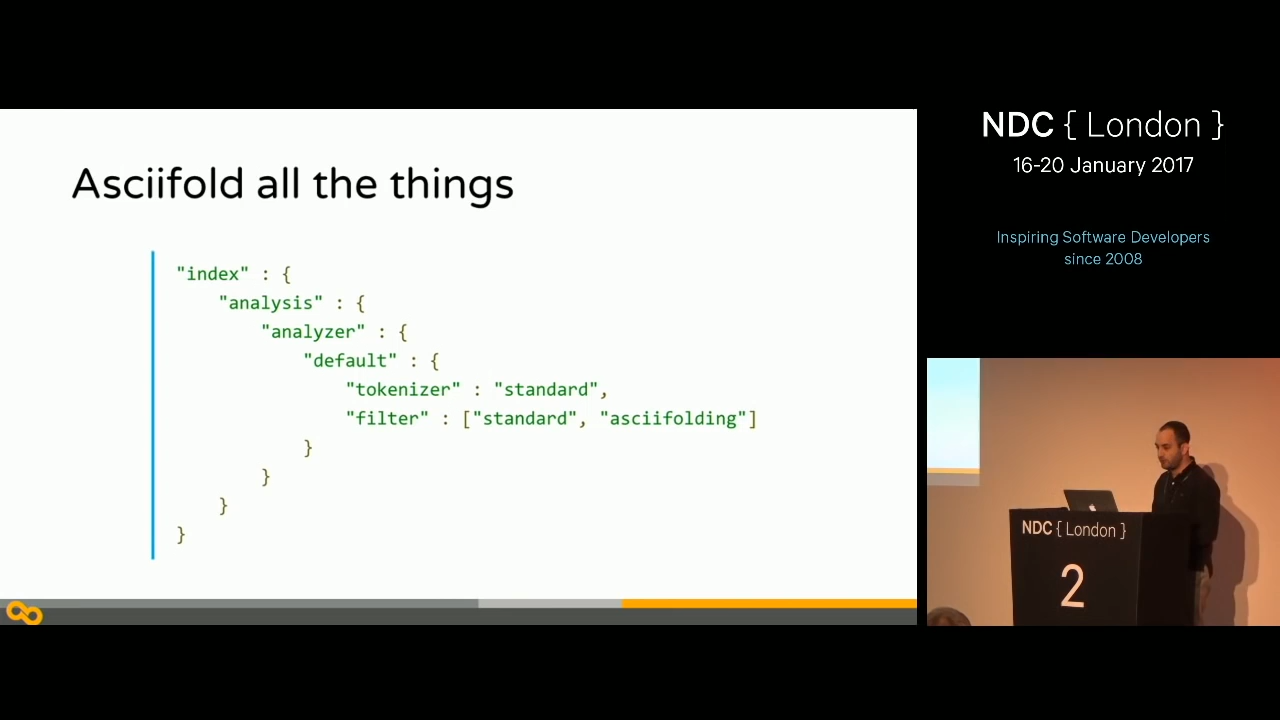 Asciifold all the things
"index" : {
"analysis" : {
"analyzer" : {
"default" : {
"tokenizer" : "standard",
"filter" : ["standard", "asciifolding"]
}
}
}
}
NDC { London }
16-20 January 2017
Inspiring Software Developers
since 2008
NDC { London }
2